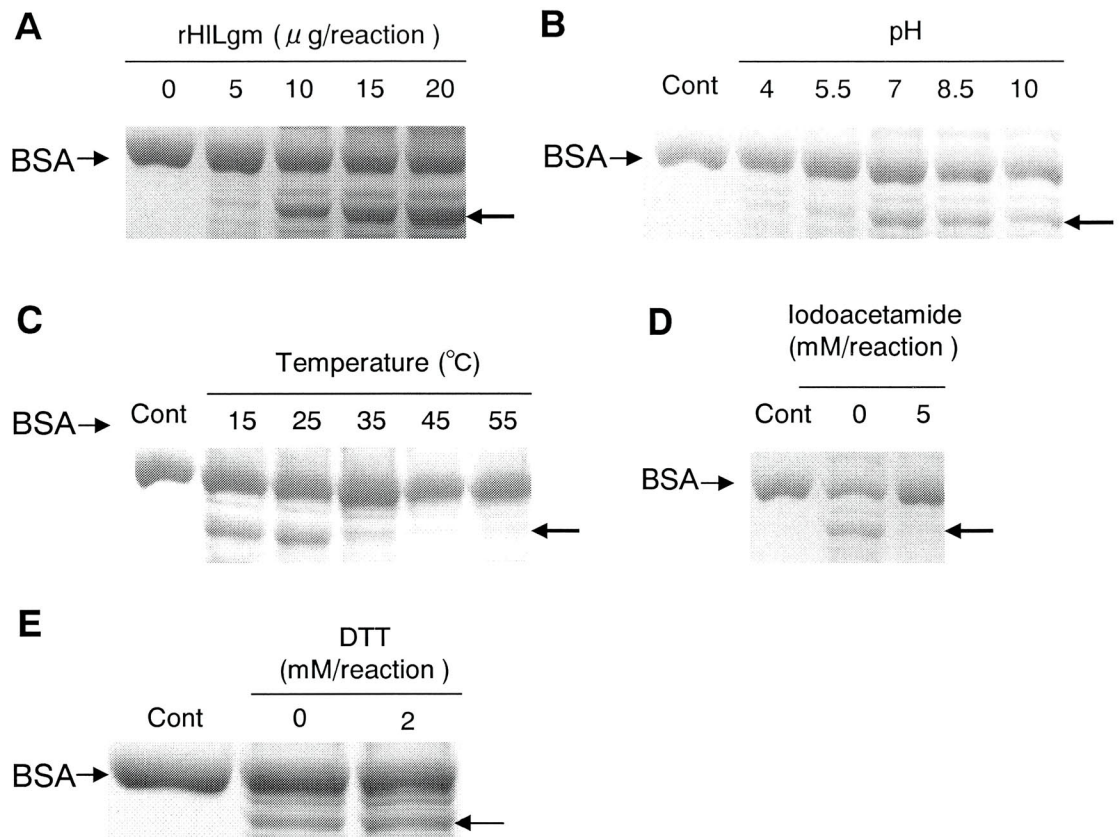 A
rHlLgm ( μ g/reaction )
0 5 10 15 20
BSA
B
pH
Cont 4 5.5 7 8.5 10
BSA
C
Temperature (°C)
Cont 15 25 35 45 55
BSA
D
Iodoacetamide
(mM/reaction )
Cont 0 5
BSA
E
DTT
(mM/reaction )
Cont 0 2
BSA